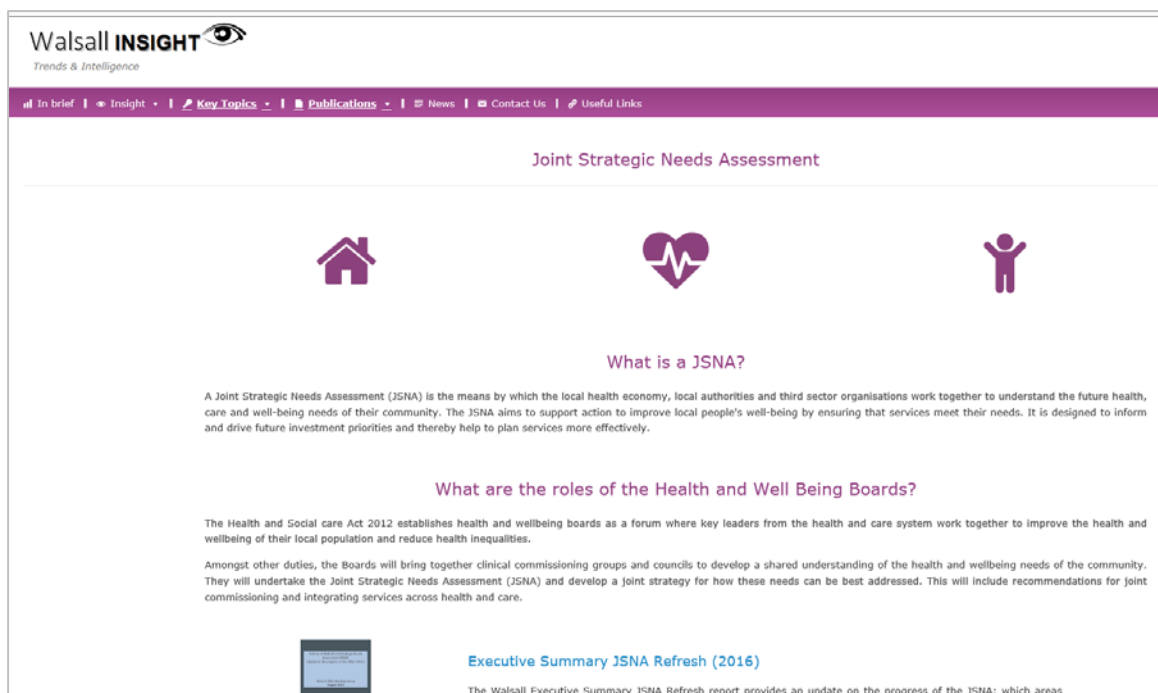 Walsall INSIGHT
Trends & Intelligence
In brief | Insight | Key Topics | Publications | News | Contact Us | Useful Links
Joint Strategic Needs Assessment
What is a JSNA?
A Joint Strategic Needs Assessment (JSNA) is the means by which the local health economy, local authorities and third sector organisations work together to understand the future health,
care and well-being needs of their community. The JSNA aims to support action to improve local people's well-being by ensuring that services meet their needs. It is designed to inform
and drive future investment priorities and thereby help to plan services more effectively.
What are the roles of the Health and Well Being Boards?
The Health and Social care Act 2012 establishes health and wellbeing boards as a forum where key leaders from the health and care system work together to improve the health and
wellbeing of their local population and reduce health inequalities.
Amongst other duties, the Boards will bring together clinical commissioning groups and councils to develop a shared understanding of the health and wellbeing needs of the community.
They will undertake the Joint Strategic Needs Assessment (JSNA) and develop a joint strategy for how these needs can be best addressed. This will include recommendations for joint
commissioning and integrating services across health and care.
Executive Summary JSNA Refresh (2016)
The Walsall Executive Summary JSNA Refresh report provides an update on the progress of the JSNA: which areas